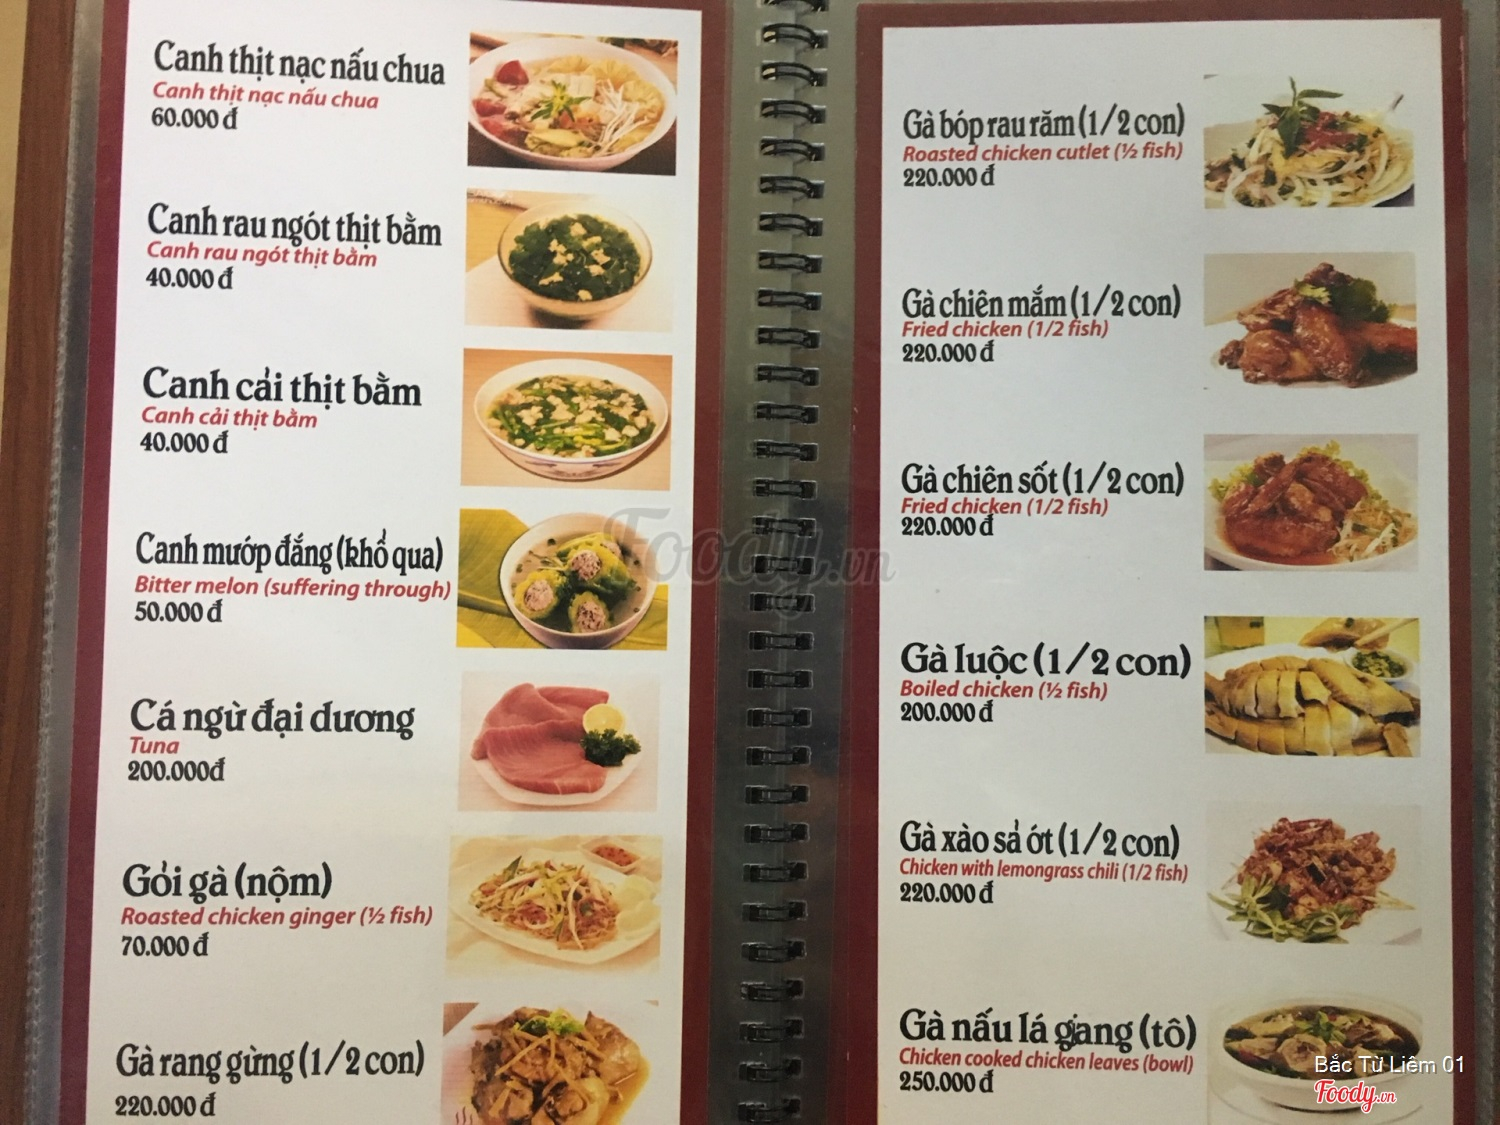 Canh thịt nạc nấu chua
Canh thịt nạc nấu chua
60.000 đ
Canh rau ngót thịt bằm
Canh rau ngót thịt bằm
40.000 đ
Canh cải thịt bằm
Canh cải thịt bằm
40.000 đ
Canh mướp đắng (khổ qua)
Bitter melon (suffering through)
50.000 đ
Cá ngừ đại dương
Tuna
200.000đ
Gỏi gà (nộm)
Roasted chicken ginger (½ fish)
70.000 đ
Gà rang gừng (1/2 con)
220.000 đ
Gà bóp rau răm (1/2 con)
Roasted chicken cutlet (½ fish)
220.000 đ
Gà chiên mắm (1/2 con)
Fried chicken (1/2 fish)
220.000 đ
Gà chiên sốt (1/2 con)
Fried chicken (1/2 fish)
220.000 đ
Gà luộc (1/2 con)
Boiled chicken (½ fish)
200.000 đ
Gà xào sả ớt (1/2 con)
Chicken with lemongrass chili (1/2 fish)
220.000 đ
Gà nấu lá giang (tô)
Chicken cooked chicken leaves (bowl)
250.000 đ
Foody.vn
Bắc Từ Liêm 01
Foody.vn